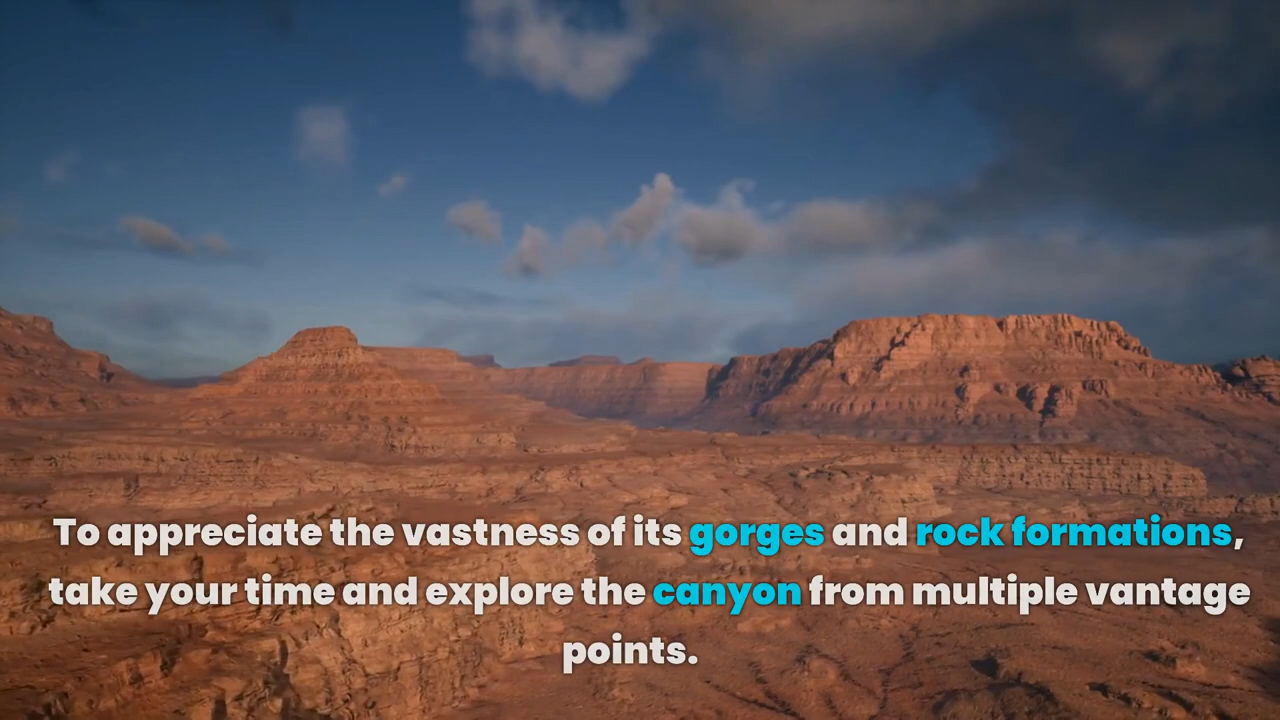 To appreciate the vastness of its gorges and rock formations,
take your time and explore the canyon from multiple vantage
points.